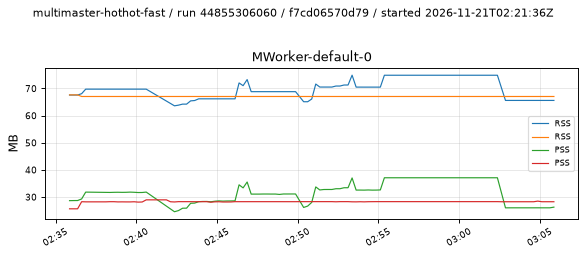 multimaster-hothot-fast / run 44855306060 / f7cd06570d79 / started 2026-11-21T02:21:36Z
MWorker-default-0
MB
70
60
50
40
30
RSS
RSS
PSS
PSS
02:35
02:40
02:45
02:50
02:55
03:00
03:05